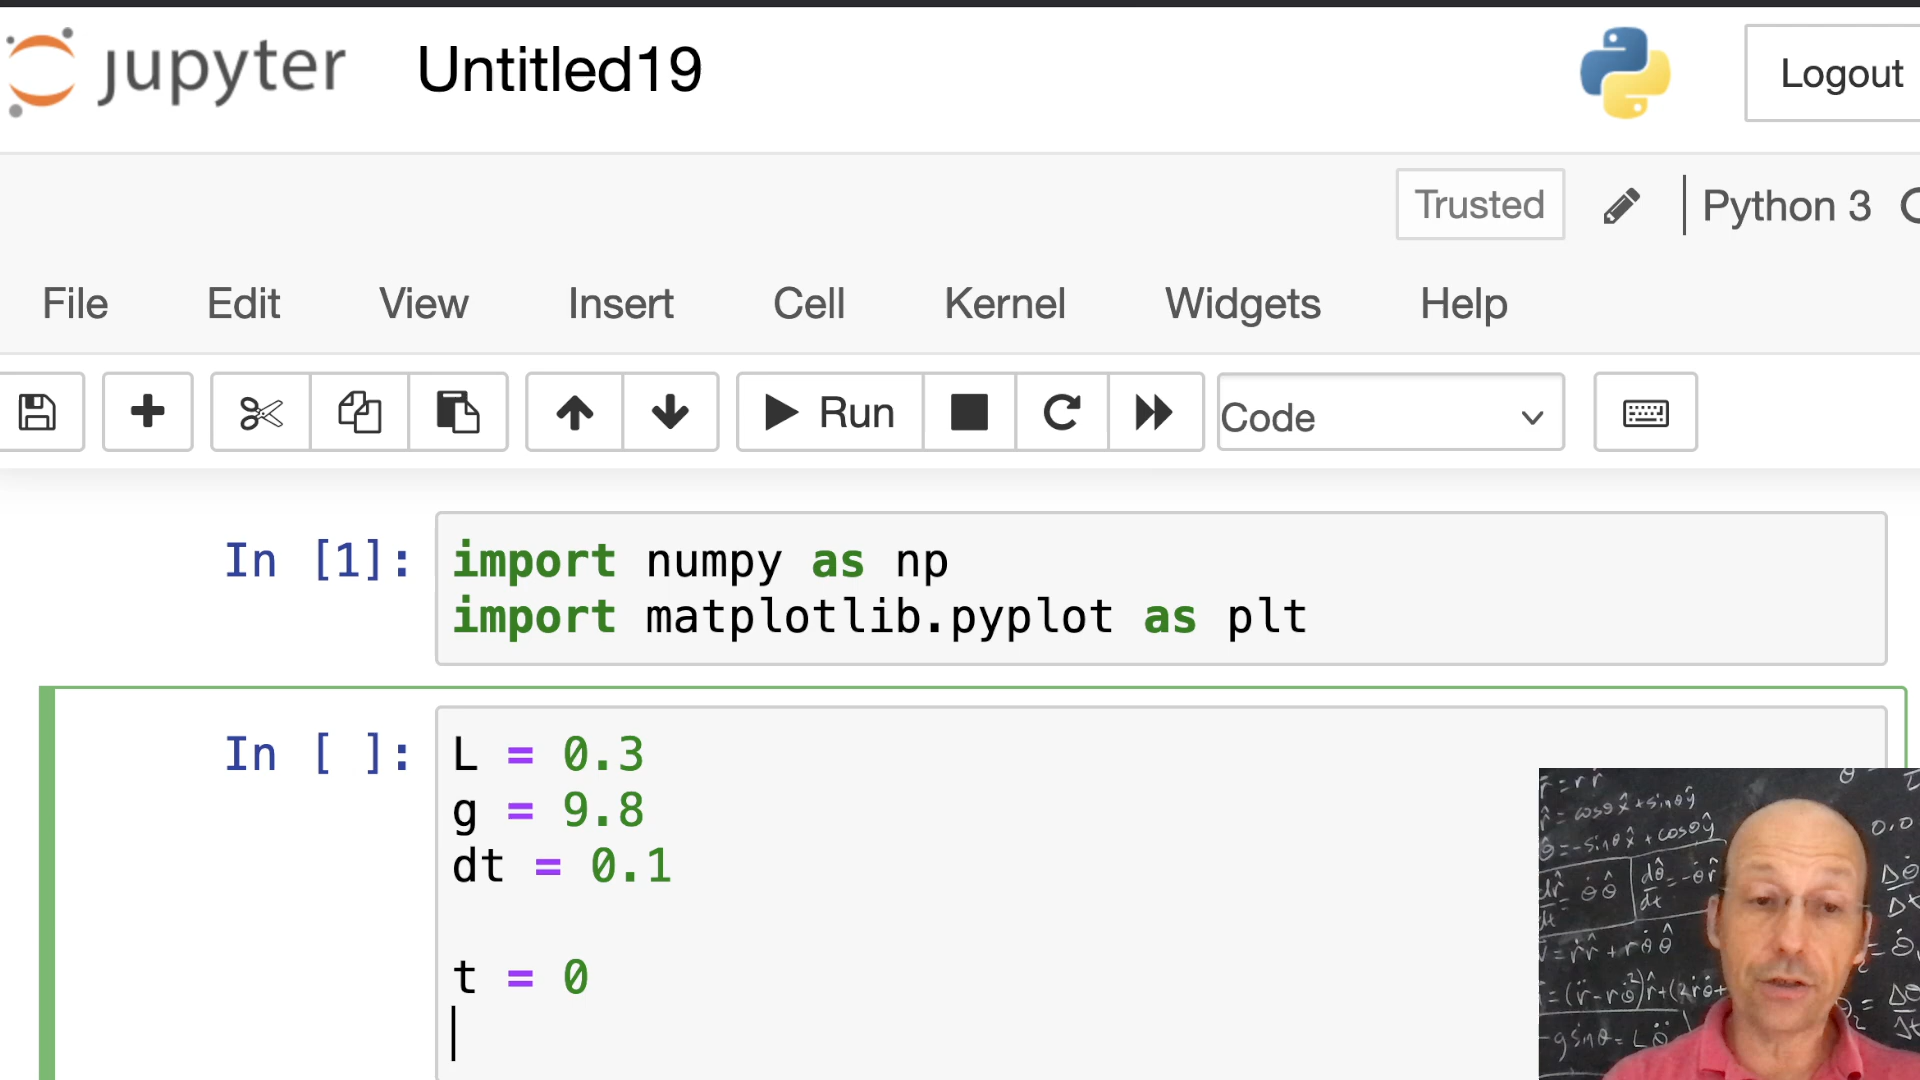 jupyter Untitled19
Logout
Trusted
Python 3
File Edit View Insert Cell Kernel Widgets Help
Run
Code
In [1]:
import numpy as np
import matplotlib.pyplot as plt
In [ ]:
L = 0.3
g = 9.8
dt = 0.1
t = 0